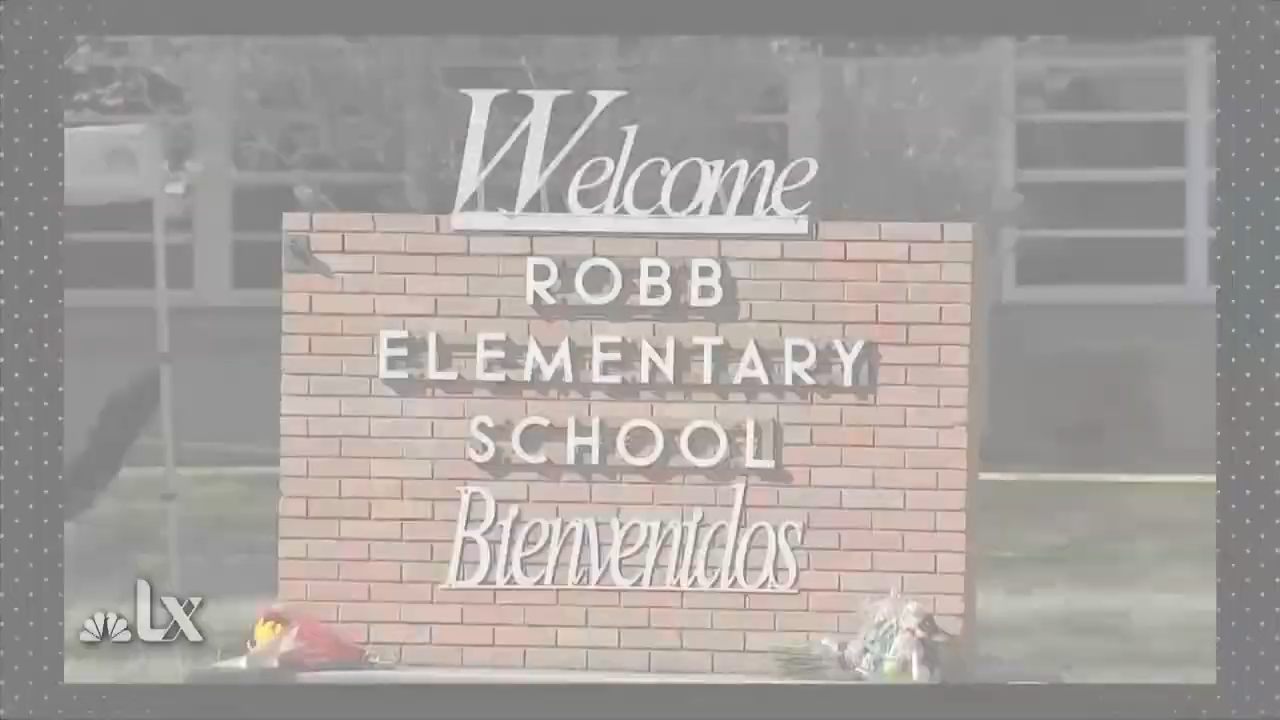 Welcome
ROBB
ELEMENTARY
SCHOOL
Bienvenidos
LX